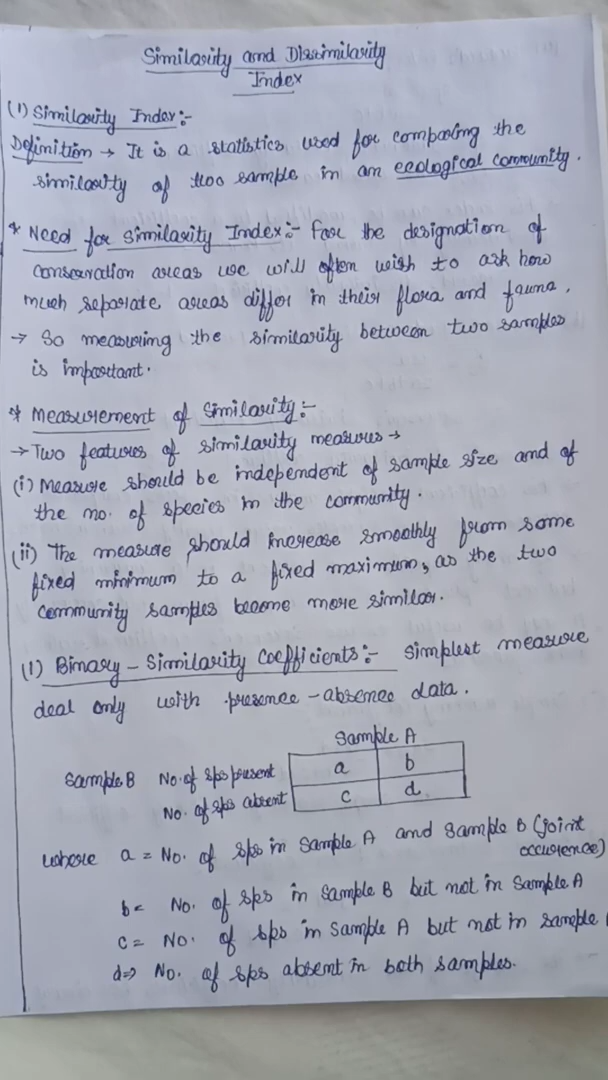 Similarity and Dissimilarity
Index
(1) Similarity Index:-
Definition → It is a statistics used for comparing the
similarity of two sample in an ecological community.
* Need for Similarity Index:- For the designation of
conservation areas we will often wish to ask how
much separate areas differ in their flora and fauna.
→ So measuring the similarity between two samples
is important.
* Measurement of Similarity:-
→ Two features of similarity measures →
(i) Measure should be independent of sample size and of
the no. of species in the community.
(ii) The measure should increase smoothly from some
fixed minimum to a fixed maximum, as the two
community samples become more similar.
(1) Binary - Similarity Coefficients:- simplest measure
deal only with presence - absence data.
Sample A
Sample B No. of sps present a b
No. of sps absent c d
where a = No. of sps in Sample A and Sample B (joint
occurence)
b = No. of sps in Sample B but not in Sample A
c = No. of sps in Sample A but not in Sample
d => No. of sps absent in both samples.